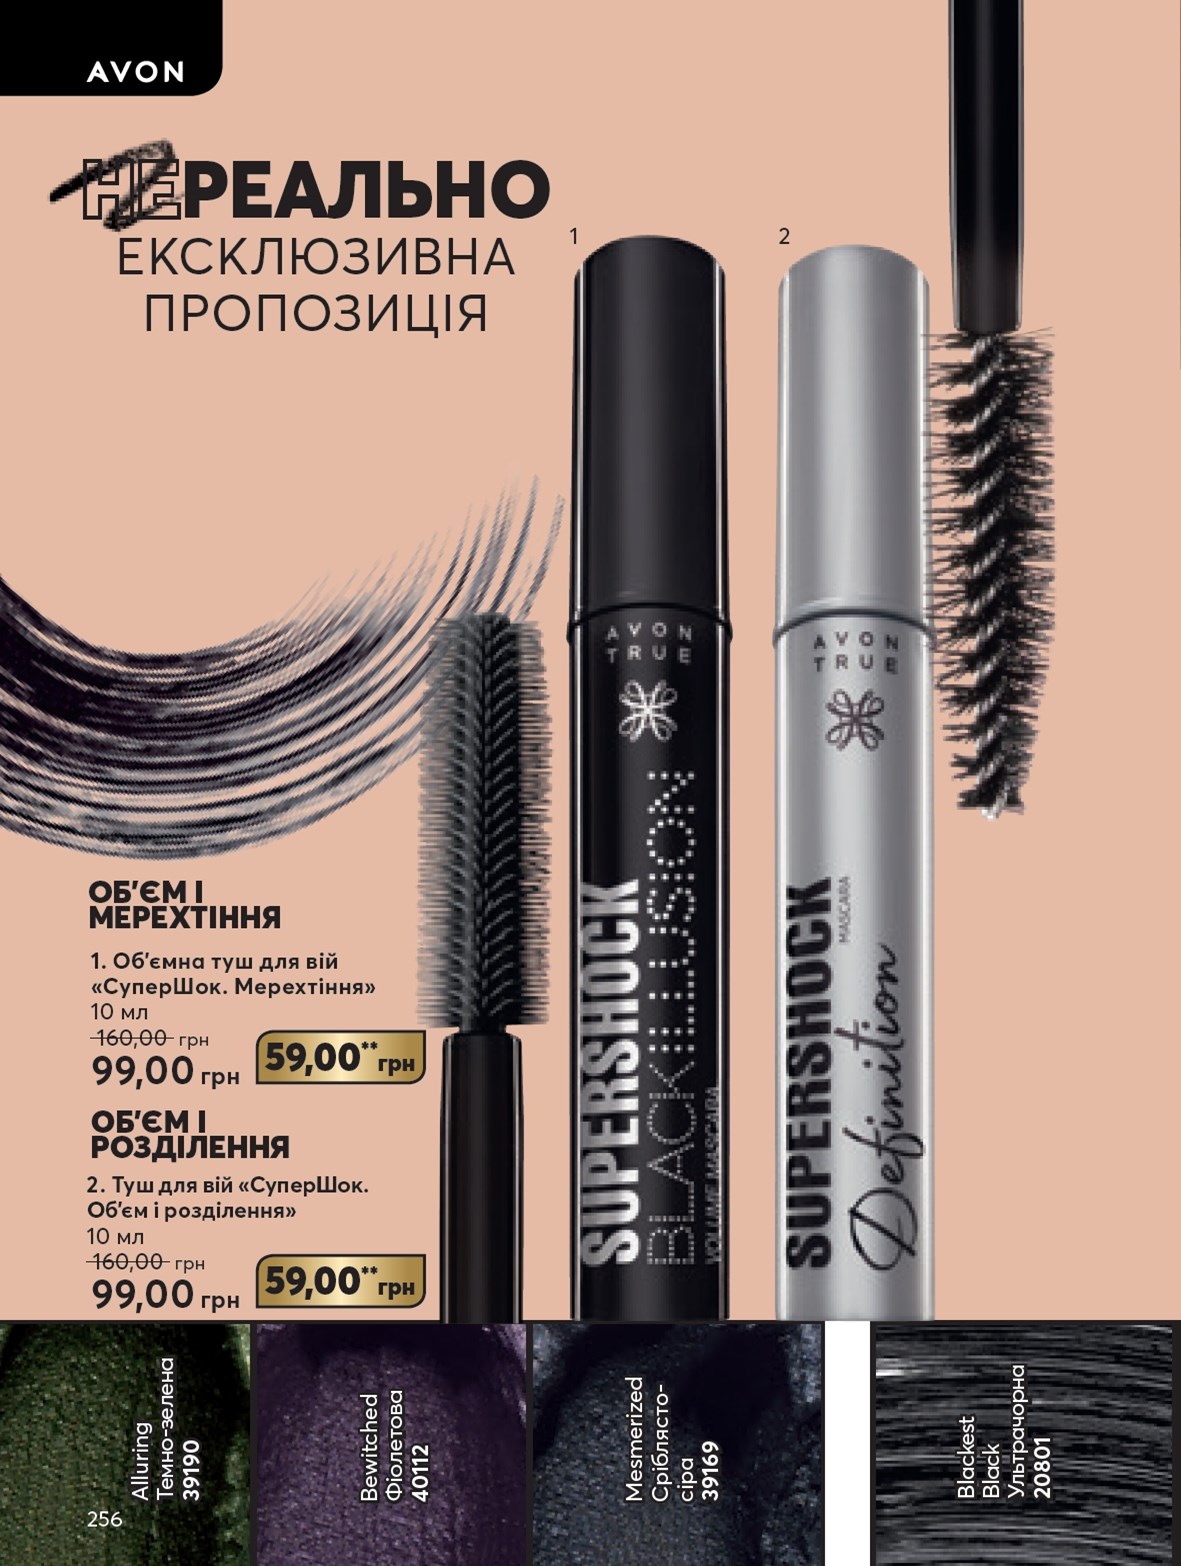 AVON
НЕРЕАЛЬНО
ЕКСКЛЮЗИВНА
ПРОПОЗИЦІЯ
1
2
AVON
TRUE
SUPERSHOCK
BLACKILLUSION
VOLUME MASCARA
AVON
TRUE
SUPERSHOCK
MASCARA
Definition
ОБ'ЄМ І
МЕРЕХТІННЯ
1. Об'ємна туш для вій
«СуперШок. Мерехтіння»
10 мл
160,00 грн
99,00 грн
59,00** грн
ОБ'ЄМ І
РОЗДІЛЕННЯ
2. Туш для вій «СуперШок.
Об'єм і розділення»
10 мл
160,00 грн
99,00 грн
59,00** грн
Alluring
Темно-зелена
39190
Bewitched
Фіолетова
40112
Mesmerized
Сріблясто-
сіра
39169
Blackest
Black
Ультрачорна
20801
256